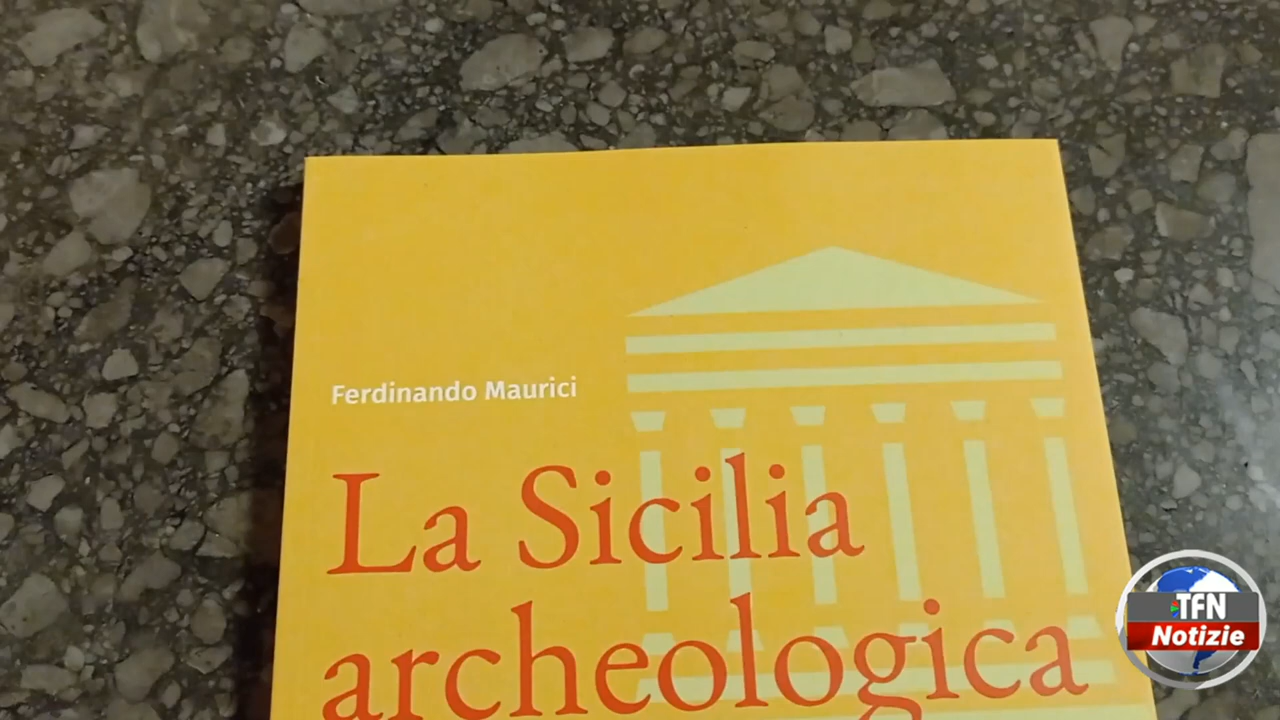 Ferdinando Maurici
La Sicilia
archeologica
TFN
Notizie